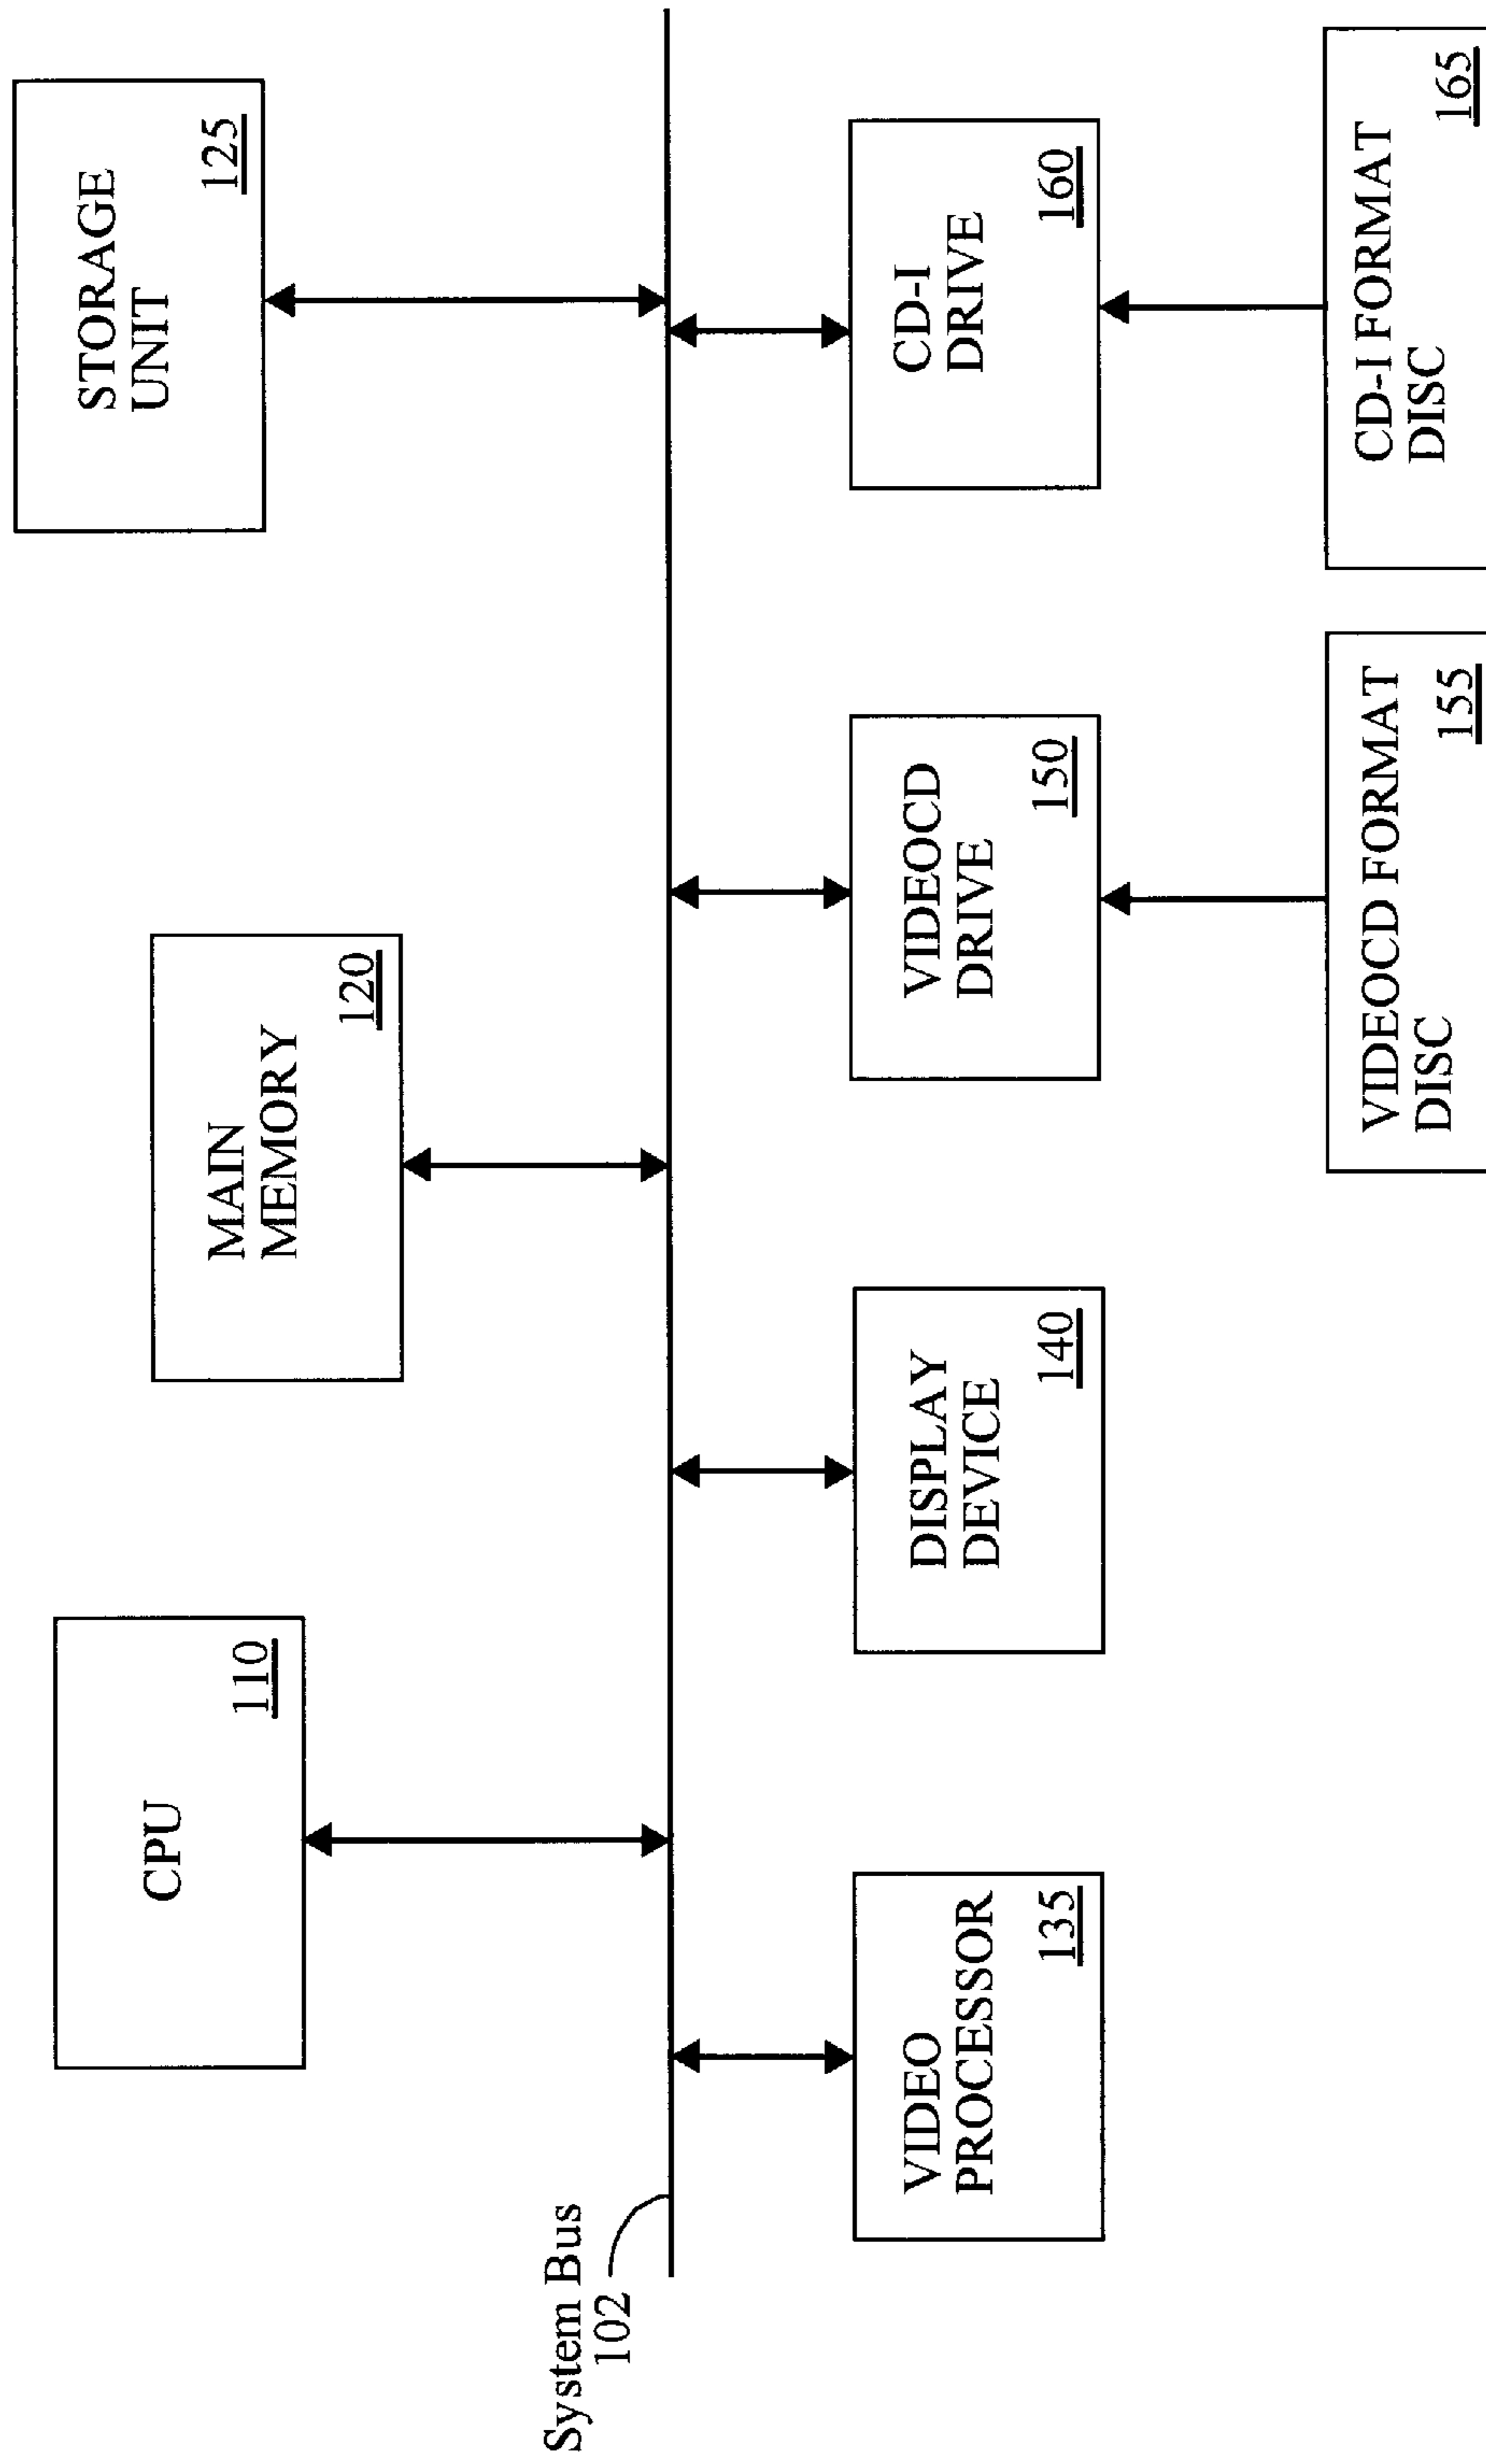 CPU
110
MAIN
MEMORY
120
STORAGE
UNIT
125
System Bus
102
VIDEO
PROCESSOR
135
DISPLAY
DEVICE
140
VIDEOCD
DRIVE
150
CD-I
DRIVE
160
VIDEOCD FORMAT
DISC
155
CD-I FORMAT
DISC
165